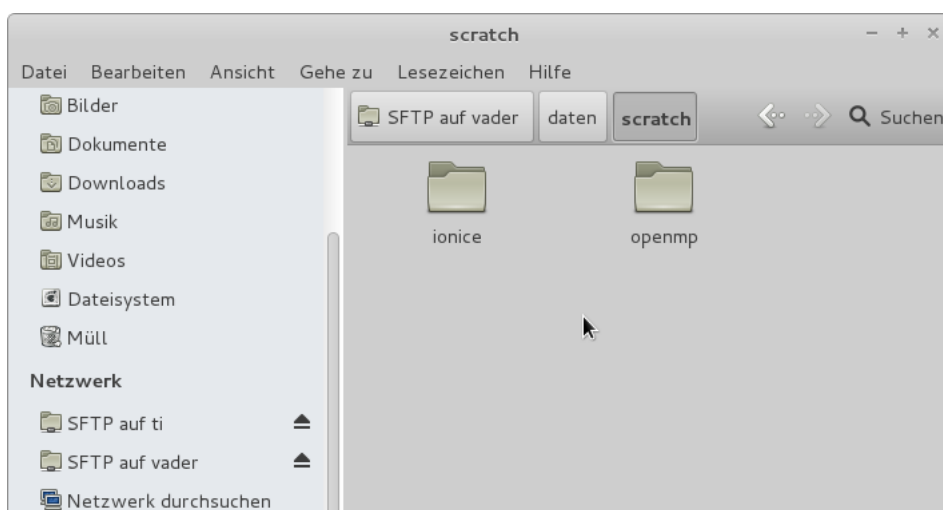 scratch
Datei Bearbeiten Ansicht Gehe zu Lesezeichen Hilfe
Bilder
Dokumente
Downloads
Musik
Videos
Dateisystem
Müll
Netzwerk
SFTP auf ti
SFTP auf vader
Netzwerk durchsuchen
SFTP auf vader daten scratch Suchen
ionice openmp